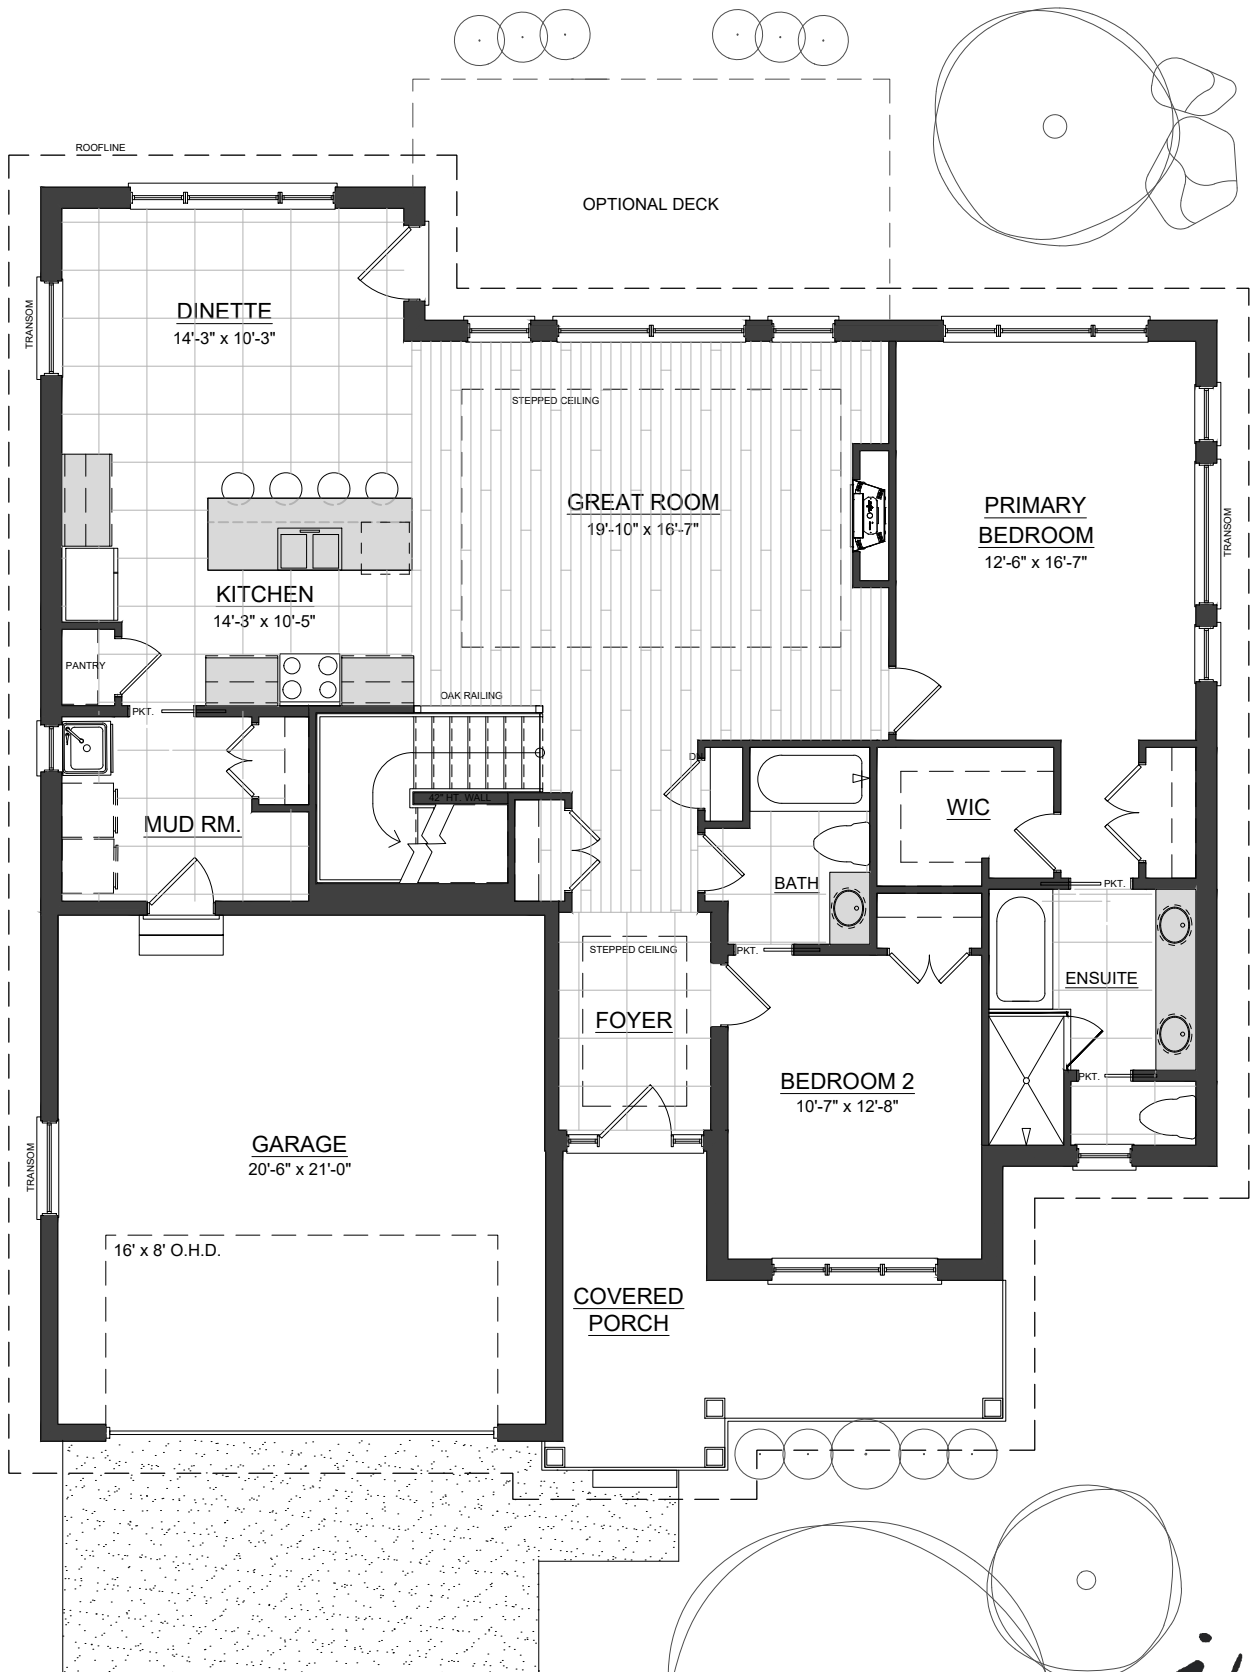 ROOFLINE
OPTIONAL DECK
DINETTE
14'-3" x 10'-3"
TRANSOM
STEPPED CEILING
GREAT ROOM
19'-10" x 16'-7"
PRIMARY
BEDROOM
12'-6" x 16'-7"
TRANSOM
KITCHEN
14'-3" x 10'-5"
PANTRY
OAK RAILING
PKT.
42" HT. WALL
MUD RM.
WIC
BATH
PKT.
PKT.
STEPPED CEILING
FOYER
ENSUITE
PKT.
BEDROOM 2
10'-7" x 12'-8"
GARAGE
20'-6" x 21'-0"
TRANSOM
16' x 8' O.H.D.
COVERED
PORCH